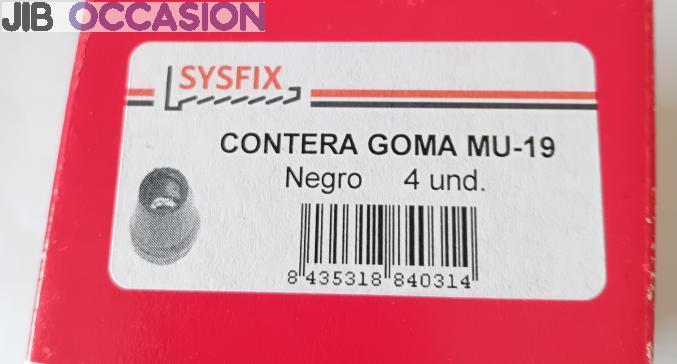 JIB OCCASION
SYSFIX
CONTERA GOMA MU-19
Negro 4 und.
8 435318 840314